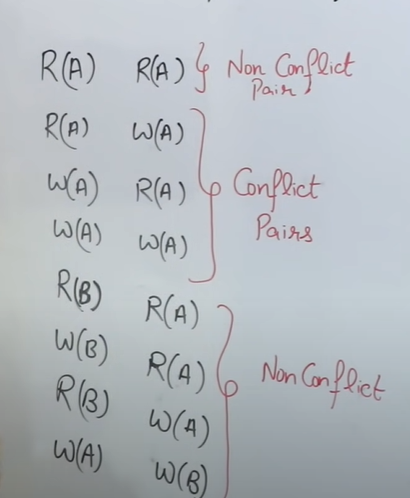 R(A) R(A) } Non Conflict Pair
R(A) W(A)
W(A) R(A) } Conflict Pairs
W(A) W(A)
R(B) R(A)
W(B) R(A) } Non Conflict
R(B) W(A)
W(A) W(B)